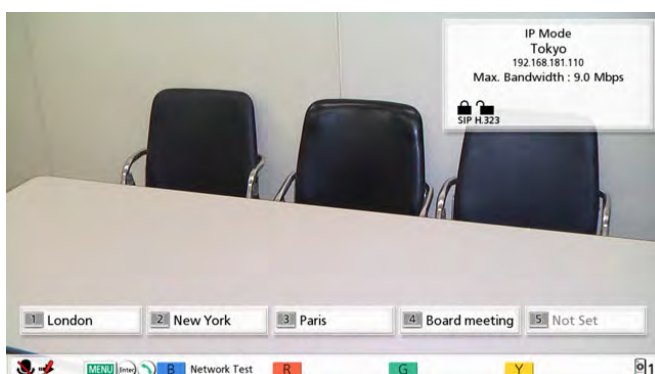 IP Mode
Tokyo
192.168.181.110
Max. Bandwidth : 9.0 Mbps
SIP H.323
1 London
2 New York
3 Paris
4 Board meeting
5 Not Set
MENU Enter B Network Test R G Y 1